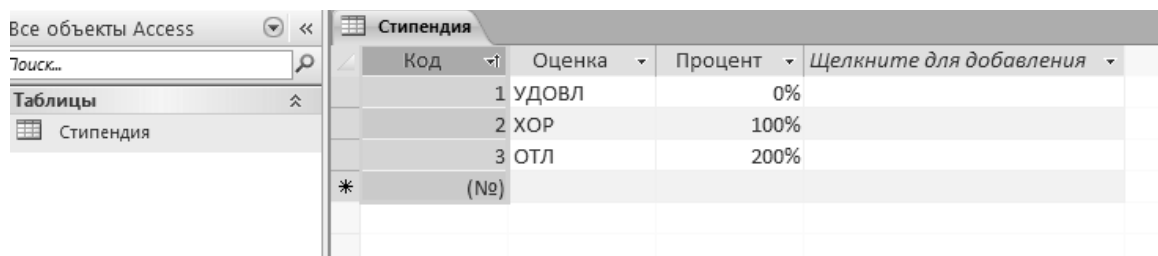 Все объекты Access
Поиск...
Таблицы
Стипендия
Стипендия
Код Оценка Процент Щелкните для добавления
1 УДОВЛ 0%
2 ХОР 100%
3 ОТЛ 200%
(№)